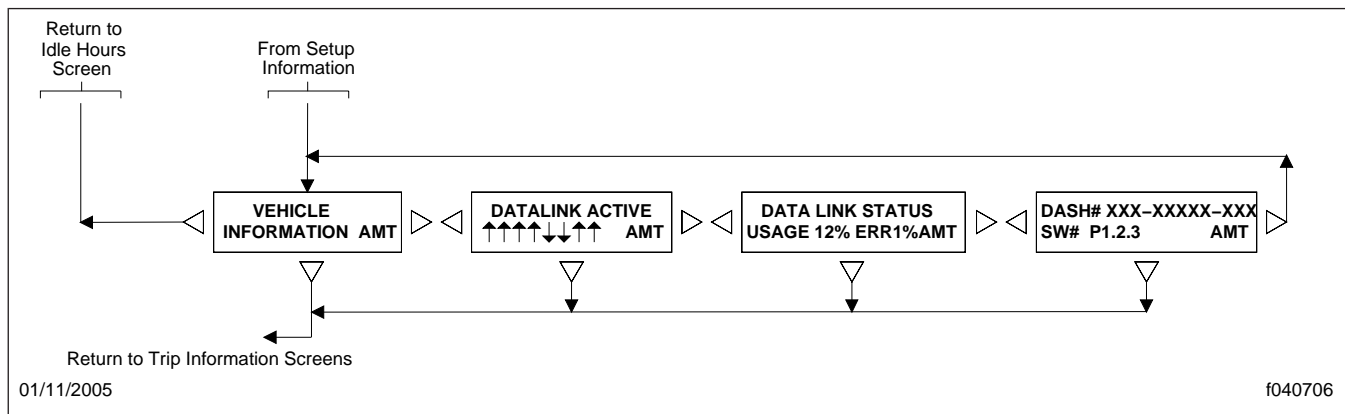 Return to
Idle Hours
Screen
From Setup
Information
VEHICLE
INFORMATION AMT
DATALINK ACTIVE
↑↑↑↑↓↓↑↑ AMT
DATA LINK STATUS
USAGE 12% ERR1%AMT
DASH# XXX–XXXXX–XXX
SW# P1.2.3 AMT
Return to Trip Information Screens
01/11/2005
f040706